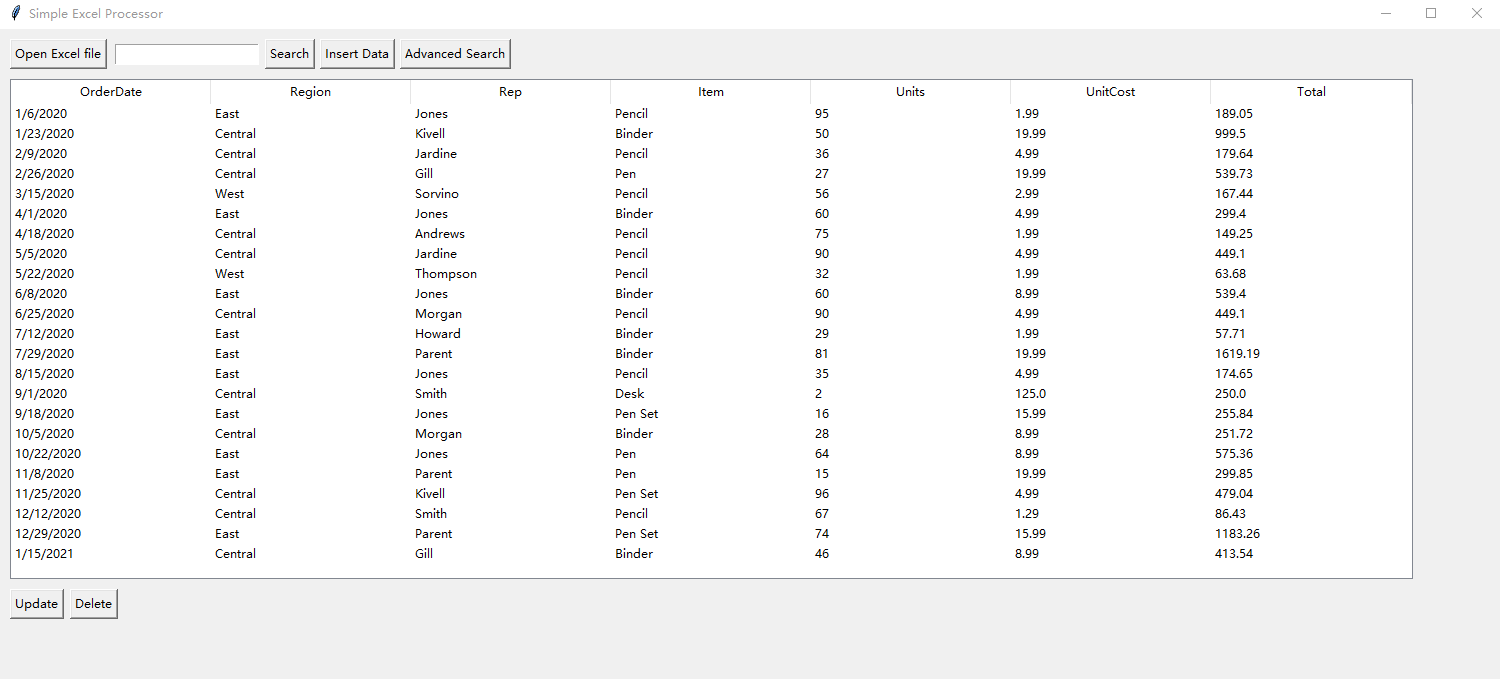 Simple Excel Processor
Open Excel file Search Insert Data Advanced Search
OrderDate Region Rep Item Units UnitCost Total
1/6/2020 East Jones Pencil 95 1.99 189.05
1/23/2020 Central Kivell Binder 50 19.99 999.5
2/9/2020 Central Jardine Pencil 36 4.99 179.64
2/26/2020 Central Gill Pen 27 19.99 539.73
3/15/2020 West Sorvino Pencil 56 2.99 167.44
4/1/2020 East Jones Binder 60 4.99 299.4
4/18/2020 Central Andrews Pencil 75 1.99 149.25
5/5/2020 Central Jardine Pencil 90 4.99 449.1
5/22/2020 West Thompson Pencil 32 1.99 63.68
6/8/2020 East Jones Binder 60 8.99 539.4
6/25/2020 Central Morgan Pencil 90 4.99 449.1
7/12/2020 East Howard Binder 29 1.99 57.71
7/29/2020 East Parent Binder 81 19.99 1619.19
8/15/2020 East Jones Pencil 35 4.99 174.65
9/1/2020 Central Smith Desk 2 125.0 250.0
9/18/2020 East Jones Pen Set 16 15.99 255.84
10/5/2020 Central Morgan Binder 28 8.99 251.72
10/22/2020 East Jones Pen 64 8.99 575.36
11/8/2020 East Parent Pen 15 19.99 299.85
11/25/2020 Central Kivell Pen Set 96 4.99 479.04
12/12/2020 Central Smith Pencil 67 1.29 86.43
12/29/2020 East Parent Pen Set 74 15.99 1183.26
1/15/2021 Central Gill Binder 46 8.99 413.54
Update Delete